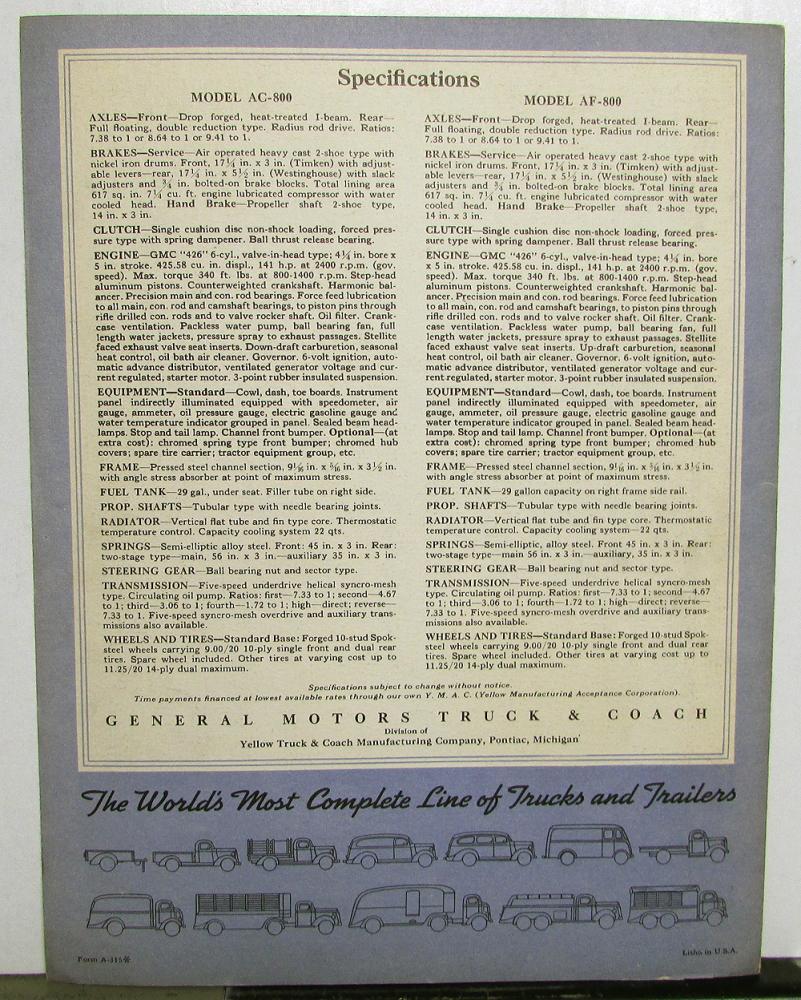 Specifications
MODEL AC-800
AXLES—Front—Drop forged, heat-treated I-beam. Rear—
Full floating, double reduction type. Radius rod drive. Ratios:
7.38 to 1 or 8.64 to 1 or 9.41 to 1.
BRAKES—Service—Air operated heavy cast 2-shoe type with
nickel iron drums. Front, 17¼ in. x 3 in. (Timken) with adjust-
able levers—rear, 17¼ in. x 5½ in. (Westinghouse) with slack
adjusters and ¾ in. bolted-on brake blocks. Total lining area
617 sq. in. 7¼ cu. ft. engine lubricated compressor with water
cooled head. Hand Brake—Propeller shaft 2-shoe type,
14 in. x 3 in.
CLUTCH—Single cushion disc non-shock loading, forced pres-
sure type with spring dampener. Ball thrust release bearing.
ENGINE—GMC "426" 6-cyl., valve-in-head type; 4¼ in. bore x
5 in. stroke. 425.58 cu. in. displ., 141 h.p. at 2400 r.p.m. (gov.
speed). Max. torque 340 ft. lbs. at 800-1400 r.p.m. Step-head
aluminum pistons. Counterweighted crankshaft. Harmonic bal-
ancer. Precision main and con. rod bearings. Force feed lubrication
to all main, con. rod and camshaft bearings, to piston pins through
rifle drilled con. rods and to valve rocker shaft. Oil filter. Crank-
case ventilation. Packless water pump, ball bearing fan, full
length water jackets, pressure spray to exhaust passages. Stellite
faced exhaust valve seat inserts. Down-draft carburetion, seasonal
heat control, oil bath air cleaner. Governor. 6-volt ignition, auto-
matic advance distributor, ventilated generator voltage and cur-
rent regulated, starter motor. 3-point rubber insulated suspension.
EQUIPMENT—Standard—Cowl, dash, toe boards. Instrument
panel indirectly illuminated equipped with speedometer, air
gauge, ammeter, oil pressure gauge, electric gasoline gauge and
water temperature indicator grouped in panel. Sealed beam head-
lamps. Stop and tail lamp. Channel front bumper. Optional—(at
extra cost): chromed spring type front bumper; chromed hub
covers; spare tire carrier; tractor equipment group, etc.
FRAME—Pressed steel channel section, 9 1/16 in. x 5/16 in. x 3½ in.
with angle stress absorber at point of maximum stress.
FUEL TANK—29 gal., under seat. Filler tube on right side.
PROP. SHAFTS—Tubular type with needle bearing joints.
RADIATOR—Vertical flat tube and fin type core. Thermostatic
temperature control. Capacity cooling system 22 qts.
SPRINGS—Semi-elliptic alloy steel. Front: 45 in. x 3 in. Rear:
two-stage type—main, 56 in. x 3 in.—auxiliary 35 in. x 3 in.
STEERING GEAR—Ball bearing nut and sector type.
TRANSMISSION—Five-speed underdrive helical syncro-mesh
type. Circulating oil pump. Ratios: first—7.33 to 1; second—4.67
to 1; third—3.06 to 1; fourth—1.72 to 1; high—direct; reverse—
7.33 to 1. Five-speed syncro-mesh overdrive and auxiliary trans-
missions also available.
WHEELS AND TIRES—Standard Base: Forged 10-stud Spok-
steel wheels carrying 9.00/20 10-ply single front and dual rear
tires. Spare wheel included. Other tires at varying cost up to
11.25/20 14-ply dual maximum.
MODEL AF-800
AXLES—Front—Drop forged, heat-treated I-beam. Rear—
Full floating, double reduction type. Radius rod drive. Ratios:
7.38 to 1 or 8.64 to 1 or 9.41 to 1.
BRAKES—Service—Air operated heavy cast 2-shoe type with
nickel iron drums. Front, 17¼ in. x 3 in. (Timken) with adjust-
able levers—rear, 17¼ in. x 5½ in. (Westinghouse) with slack
adjusters and ¾ in. bolted-on brake blocks. Total lining area
617 sq. in. 7¼ cu. ft. engine lubricated compressor with water
cooled head. Hand Brake—Propeller shaft 2-shoe type,
14 in. x 3 in.
CLUTCH—Single cushion disc non-shock loading, forced pres-
sure type with spring dampener. Ball thrust release bearing.
ENGINE—GMC "426" 6-cyl., valve-in-head type; 4¼ in. bore
x 5 in. stroke. 425.58 cu. in. displ., 141 h.p. at 2400 r.p.m. (gov.
speed). Max. torque 340 ft. lbs. at 800-1400 r.p.m. Step-head
aluminum pistons. Counterweighted crankshaft. Harmonic bal-
ancer. Precision main and con. rod bearings. Force feed lubrication
to all main, con. rod and camshaft bearings, to piston pins through
rifle drilled con. rods and to valve rocker shaft. Oil filter. Crank-
case ventilation. Packless water pump, ball bearing fan, full
length water jackets, pressure spray to exhaust passages. Stellite
faced exhaust valve seat inserts. Up-draft carburetion, seasonal
heat control, oil bath air cleaner. Governor. 6-volt ignition, auto-
matic advance distributor, ventilated generator voltage and cur-
rent regulated, starter motor. 3-point rubber insulated suspension.
EQUIPMENT—Standard—Cowl, dash, toe boards. Instrument
panel indirectly illuminated equipped with speedometer, air
gauge, ammeter, oil pressure gauge, electric gasoline gauge and
water temperature indicator grouped in panel. Sealed beam head-
lamps. Stop and tail lamp. Channel front bumper. Optional—(at
extra cost): chromed spring type front bumper; chromed hub
covers; spare tire carrier; tractor equipment group, etc.
FRAME—Pressed steel channel section, 9 1/16 in. x 5/16 in. x 3½ in.
with angle stress absorber at point of maximum stress.
FUEL TANK—29 gallon capacity on right frame side rail.
PROP. SHAFTS—Tubular type with needle bearing joints.
RADIATOR—Vertical flat tube and fin type core. Thermostatic
temperature control. Capacity cooling system—22 qts.
SPRINGS—Semi-elliptic, alloy steel. Front 45 in. x 3 in. Rear:
two-stage type—main 56 in. x 3 in.—auxiliary, 35 in. x 3 in.
STEERING GEAR—Ball bearing nut and sector type.
TRANSMISSION—Five-speed underdrive helical syncro-mesh
type. Circulating oil pump. Ratios: first—7.33 to 1; second—4.67
to 1; third—3.06 to 1; fourth—1.72 to 1; high—direct; reverse—
7.33 to 1. Five-speed syncro-mesh overdrive and auxiliary trans-
missions also available.
WHEELS AND TIRES—Standard Base: Forged 10-stud Spok-
steel wheels carrying 9.00/20 10-ply single front and dual rear
tires. Spare wheel included. Other tires at varying cost up to
11.25/20 14-ply dual maximum.
Specifications subject to change without notice.
Time payments financed at lowest available rates through our own Y. M. A. C. (Yellow Manufacturing Acceptance Corporation).
GENERAL MOTORS TRUCK & COACH
Division of
Yellow Truck & Coach Manufacturing Company, Pontiac, Michigan
The World's Most Complete Line of Trucks and Trailers
Form A-315
Litho. in U.S.A.